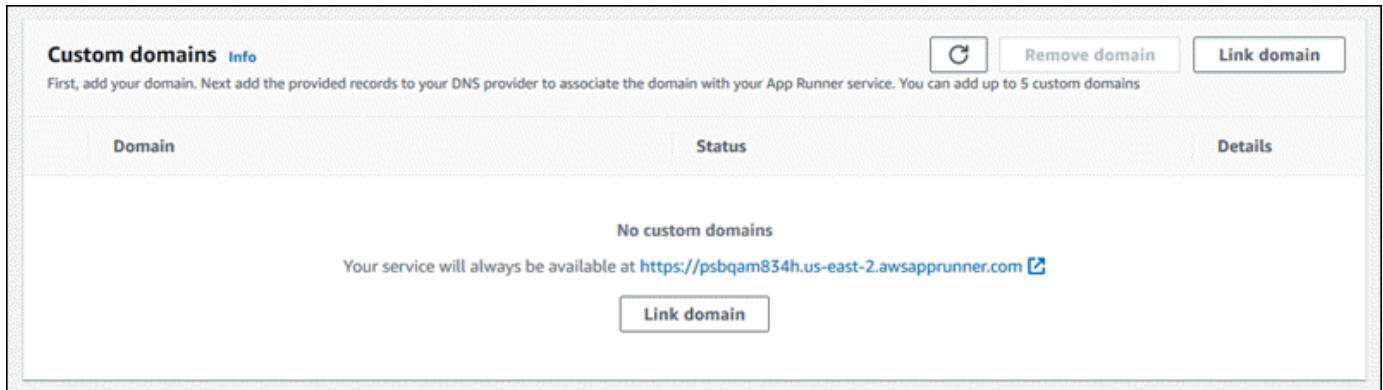 Custom domains Info
Remove domain
Link domain
First, add your domain. Next add the provided records to your DNS provider to associate the domain with your App Runner service. You can add up to 5 custom domains
Domain Status Details
No custom domains
Your service will always be available at https://psbqam834h.us-east-2.awsapprunner.com
Link domain